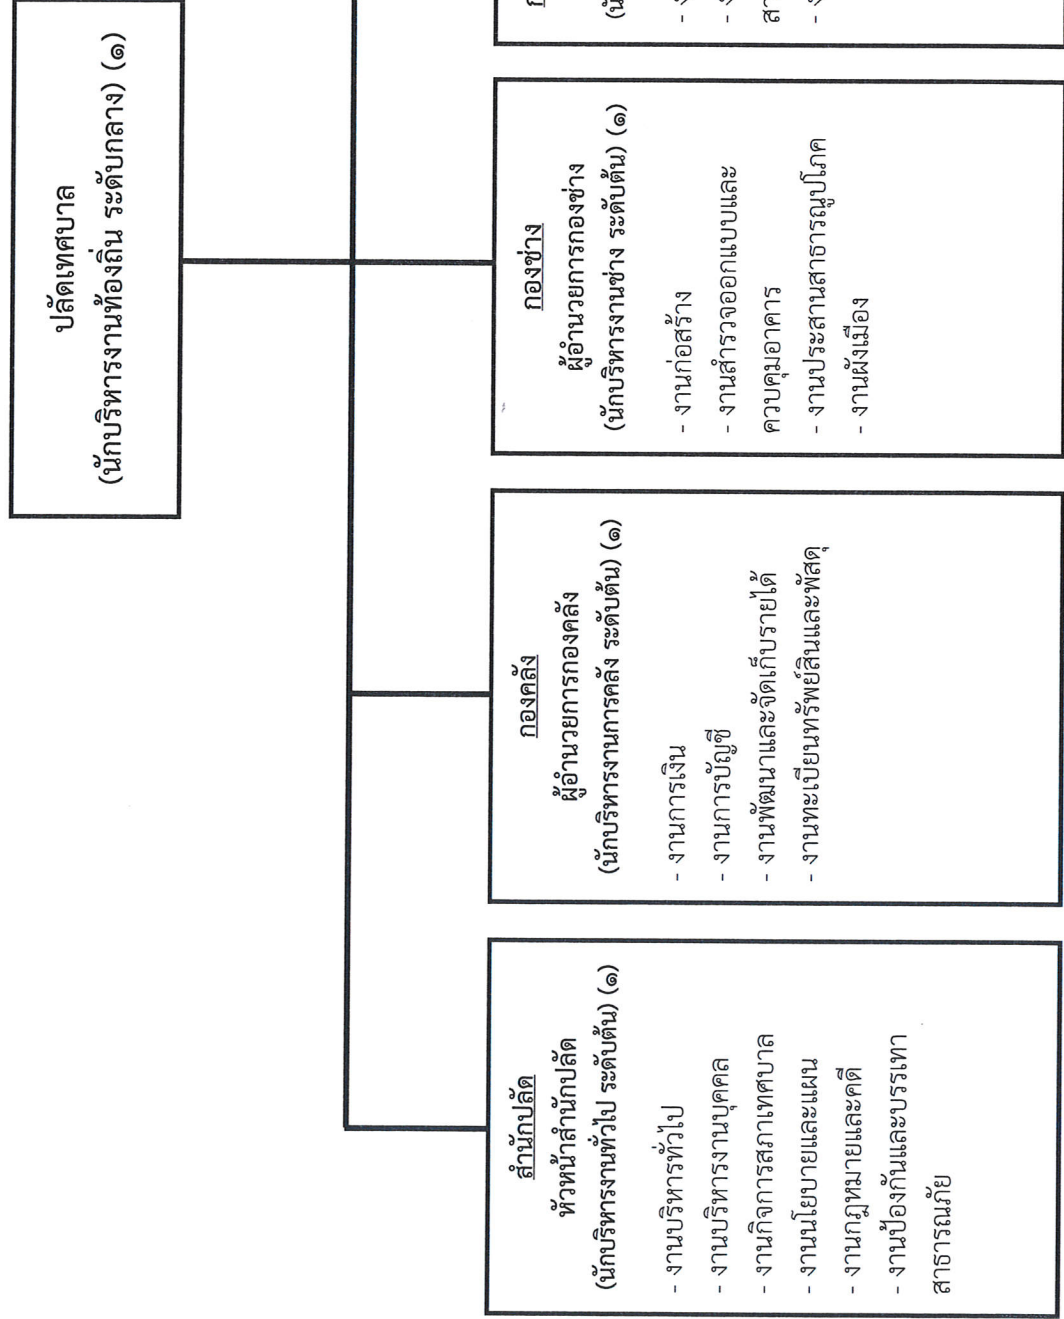 ปลัดเทศบาล
(นักบริหารงานท้องถิ่น ระดับกลาง) (๑)
สำนักปลัด
หัวหน้าสำนักปลัด
(นักบริหารงานทั่วไป ระดับต้น) (๑)
- งานบริหารทั่วไป
- งานบริหารงานบุคคล
- งานกิจการสภาเทศบาล
- งานนโยบายและแผน
- งานกฎหมายและคดี
- งานป้องกันและบรรเทา
สาธารณภัย
กองคลัง
ผู้อำนวยการกองคลัง
(นักบริหารงานการคลัง ระดับต้น) (๑)
- งานการเงิน
- งานการบัญชี
- งานพัฒนาและจัดเก็บรายได้
- งานทะเบียนทรัพย์สินและพัสดุ
กองช่าง
ผู้อำนวยการกองช่าง
(นักบริหารงานช่าง ระดับต้น) (๑)
- งานก่อสร้าง
- งานสำรวจออกแบบและ
ควบคุมอาคาร
- งานประสานสาธารณูปโภค
- งานผังเมือง